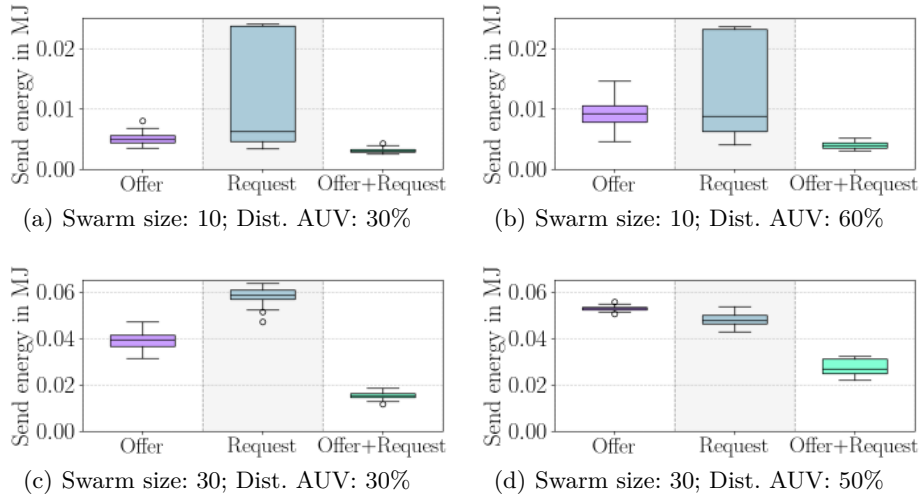 Send energy in MJ
0.02
0.01
0.00
Offer Request Offer+Request
(a) Swarm size: 10; Dist. AUV: 30%
Send energy in MJ
0.02
0.01
0.00
Offer Request Offer+Request
(b) Swarm size: 10; Dist. AUV: 60%
Send energy in MJ
0.06
0.04
0.02
0.00
Offer Request Offer+Request
(c) Swarm size: 30; Dist. AUV: 30%
Send energy in MJ
0.06
0.04
0.02
0.00
Offer Request Offer+Request
(d) Swarm size: 30; Dist. AUV: 50%